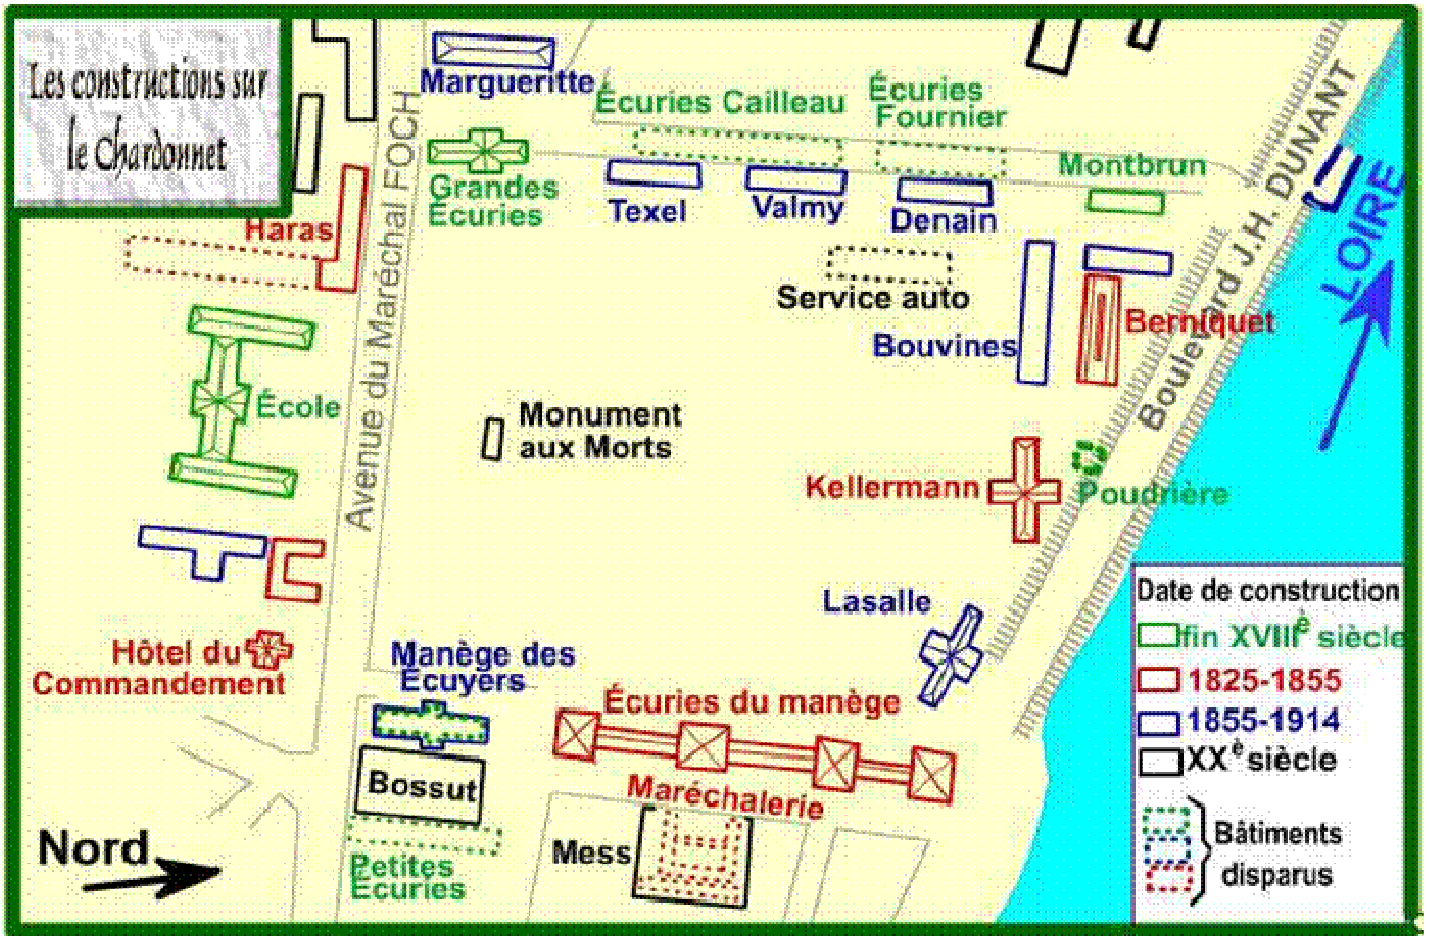 Les constructions sur
le Chardonnet
Margueritte
Écuries Cailleau
Écuries
Fournier
Montbrun
Grandes
Écuries
Texel
Valmy
Denain
Haras
Service auto
Bouvines
Berniquet
Avenue du Maréchal FOCH
Boulevard J.H. DUNANT
LOIRE
École
Monument
aux Morts
Kellermann
Poudrière
Lasalle
Hôtel du
Commandement
Manège des
Écuyers
Écuries du manège
Bossut
Maréchalerie
Mess
Petites
Écuries
Nord
Date de construction
fin XVIIIè siècle
1825-1855
1855-1914
XXè siècle
Bâtiments
disparus